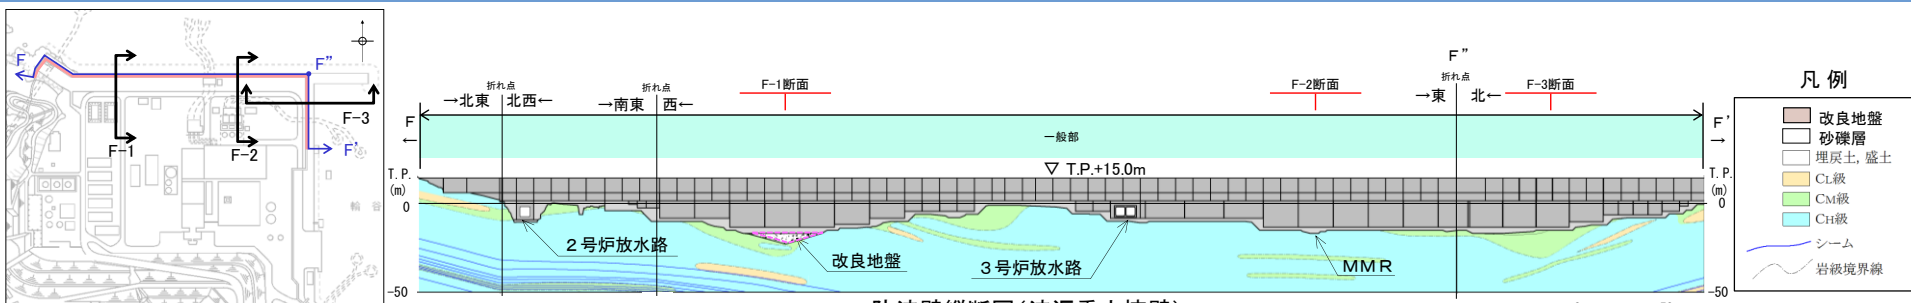 F
F"
F-3
F-1
F-2
F'
輪谷
F"
折れ点
折れ点
折れ点
F-1断面
F-2断面
F-3断面
→北東
北西←
→南東
西←
→東
北←
F
←
F'
→
一般部
▽ T.P.+15.0m
T.P.
(m)
0
-50
T.P.
(m)
0
-50
2号炉放水路
改良地盤
3号炉放水路
MMR
凡 例
改良地盤
砂礫層
埋戻土, 盛土
CL級
CM級
CH級
シーム
岩級境界線